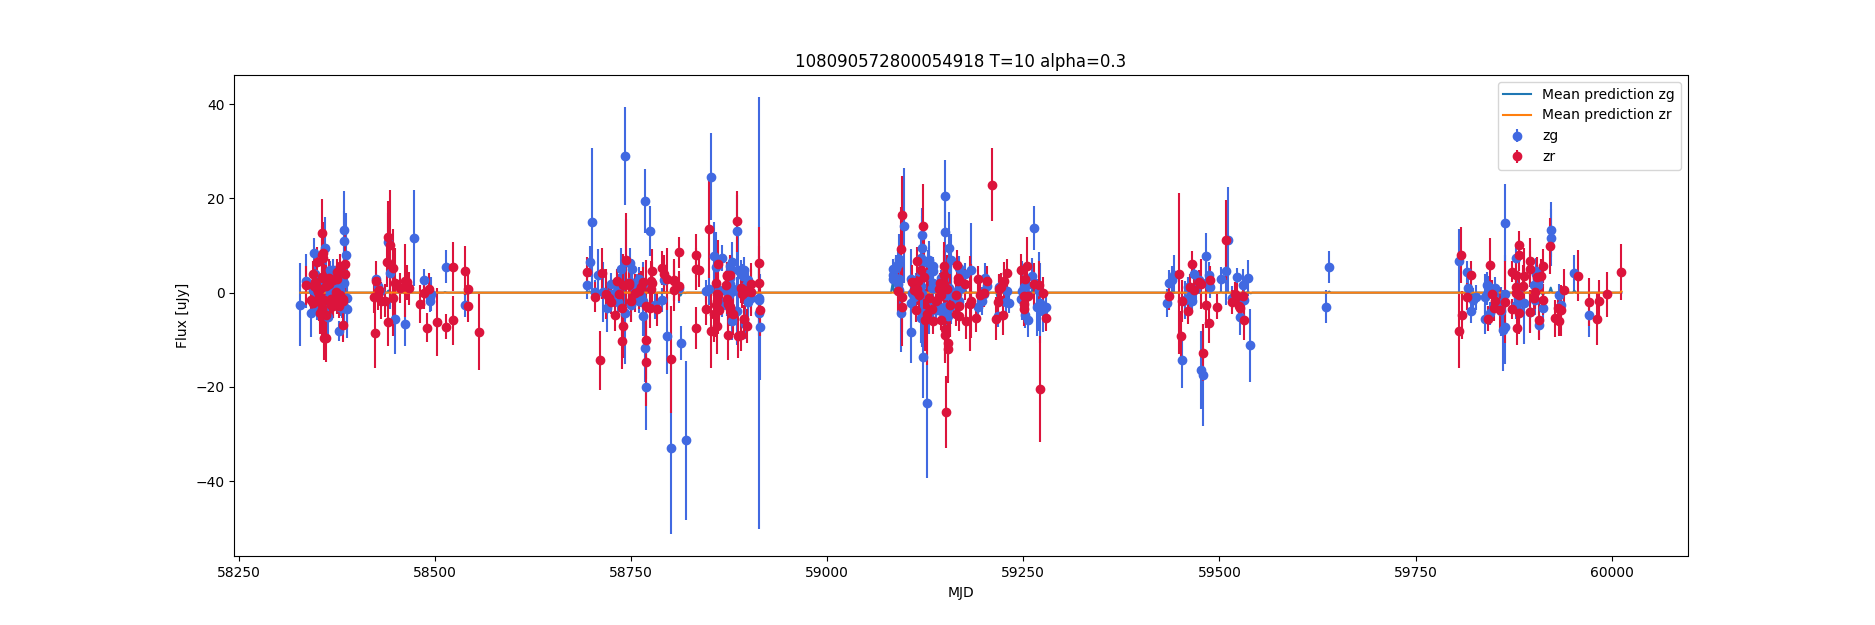 108090572800054918 T=10 alpha=0.3
Mean prediction zg
Mean prediction zr
zg
zr
40
20
0
−20
−40
Flux [uJy]
58250 58500 58750 59000 59250 59500 59750 60000
MJD